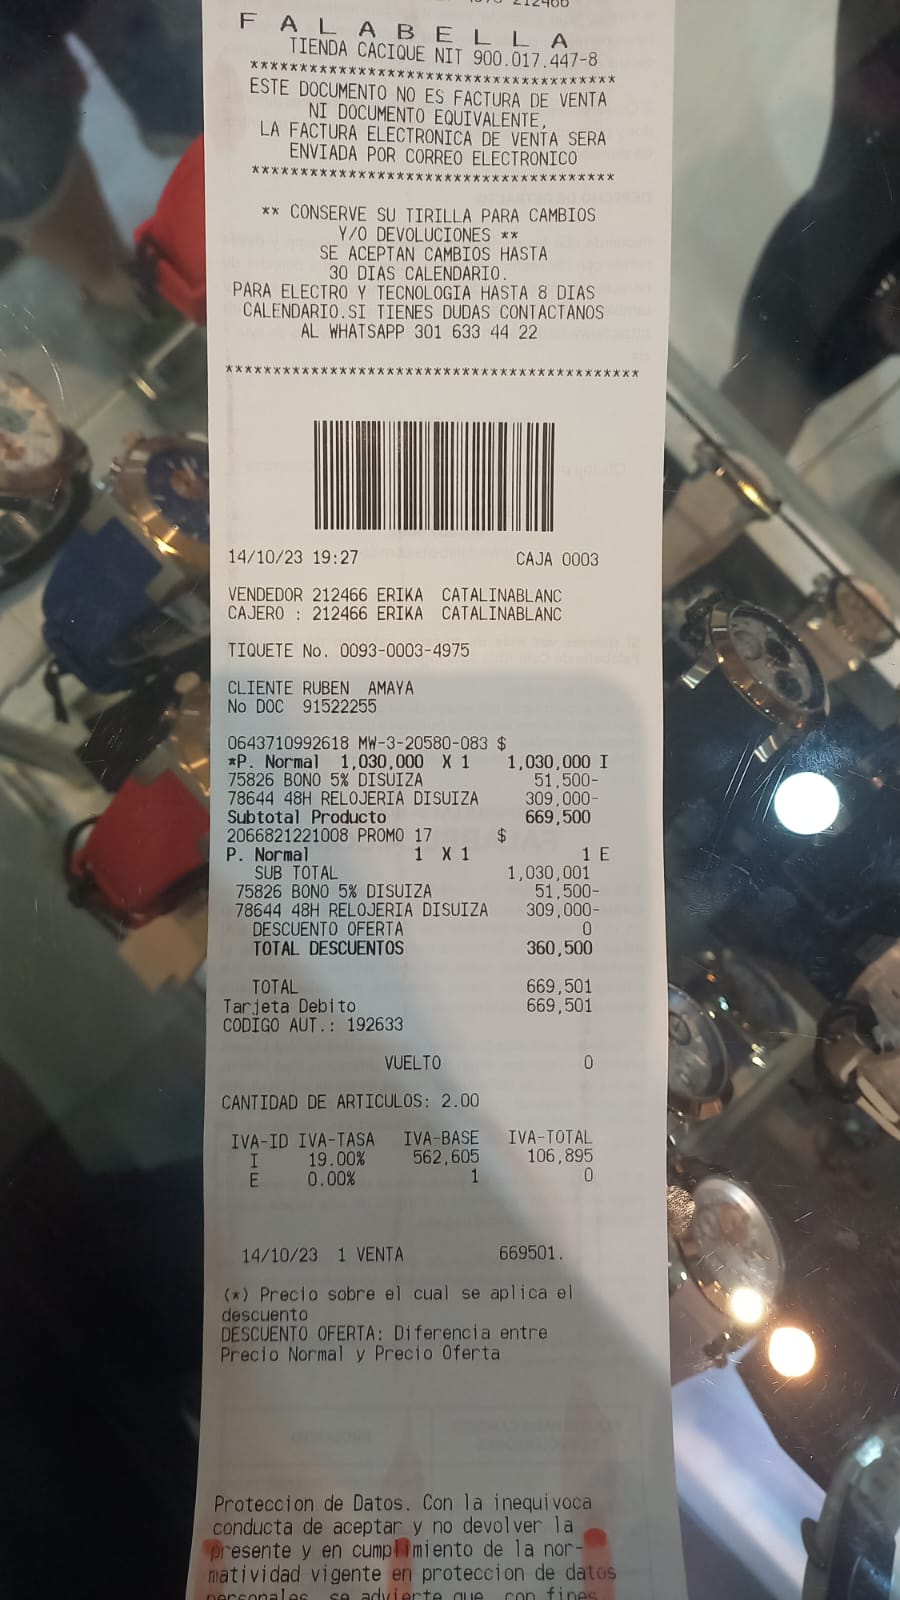 F A L A B E L L A
TIENDA CACIQUE NIT 900.017.447-8
*************************************
ESTE DOCUMENTO NO ES FACTURA DE VENTA
NI DOCUMENTO EQUIVALENTE,
LA FACTURA ELECTRONICA DE VENTA SERA
ENVIADA POR CORREO ELECTRONICO
*************************************
** CONSERVE SU TIRILLA PARA CAMBIOS
Y/O DEVOLUCIONES **
SE ACEPTAN CAMBIOS HASTA
30 DIAS CALENDARIO.
PARA ELECTRO Y TECNOLOGIA HASTA 8 DIAS
CALENDARIO.SI TIENES DUDAS CONTACTANOS
AL WHATSAPP 301 633 44 22
******************************************
14/10/23 19:27 CAJA 0003
VENDEDOR 212466 ERIKA CATALINABLANC
CAJERO : 212466 ERIKA CATALINABLANC
TIQUETE No. 0093-0003-4975
CLIENTE RUBEN AMAYA
No DOC 91522255
0643710992618 MW-3-20580-083 $
*P. Normal 1,030,000 X 1 1,030,000 I
75826 BONO 5% DISUIZA 51,500-
78644 48H RELOJERIA DISUIZA 309,000-
Subtotal Producto 669,500
2066821221008 PROMO 17 $
P. Normal 1 X 1 1 E
SUB TOTAL 1,030,001
75826 BONO 5% DISUIZA 51,500-
78644 48H RELOJERIA DISUIZA 309,000-
DESCUENTO OFERTA 0
TOTAL DESCUENTOS 360,500
TOTAL 669,501
Tarjeta Debito 669,501
CODIGO AUT.: 192633
VUELTO 0
CANTIDAD DE ARTICULOS: 2.00
IVA-ID IVA-TASA IVA-BASE IVA-TOTAL
I 19.00% 562,605 106,895
E 0.00% 1 0
14/10/23 1 VENTA 669501.
(*) Precio sobre el cual se aplica el
descuento
DESCUENTO OFERTA: Diferencia entre
Precio Normal y Precio Oferta
Proteccion de Datos. Con la inequivoca
conducta de aceptar y no devolver la
presente y en cumplimiento de la nor-
matividad vigente en proteccion de datos
personales, se advierte que, con fines